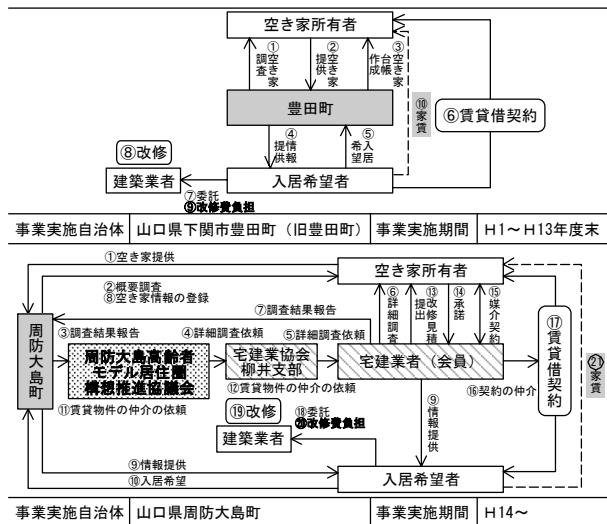 空き家所有者
①空き家調査
②空き家提供
③空き家台帳作成
豊田町
⑩家賃
⑥賃貸借契約
④情報提供
⑤入居希望
⑧改修
建築業者
入居希望者
⑦委託
⑨改修費負担
事業実施自治体 山口県下関市豊田町（旧豊田町） 事業実施期間 H1～H13年度末
①空き家提供
空き家所有者
②概要調査
⑧空き家情報の登録
⑦調査結果報告
⑥詳細調査
⑬改修見積提出
⑭承諾
⑮媒介契約
周防大島町
③調査結果報告
④詳細調査依頼
⑤詳細調査依頼
周防大島高齢者
モデル居住圏
構想推進協議会
宅建業協会
柳井支部
宅建業者（会員）
⑰賃貸借契約
㉑家賃
⑪賃貸物件の仲介の依頼
⑫賃貸物件の仲介の依頼
⑯契約の仲介
⑲改修
⑱委託
⑳改修費負担
建築業者
⑨情報提供
⑨情報提供
⑩入居希望
入居希望者
事業実施自治体 山口県周防大島町 事業実施期間 H14～